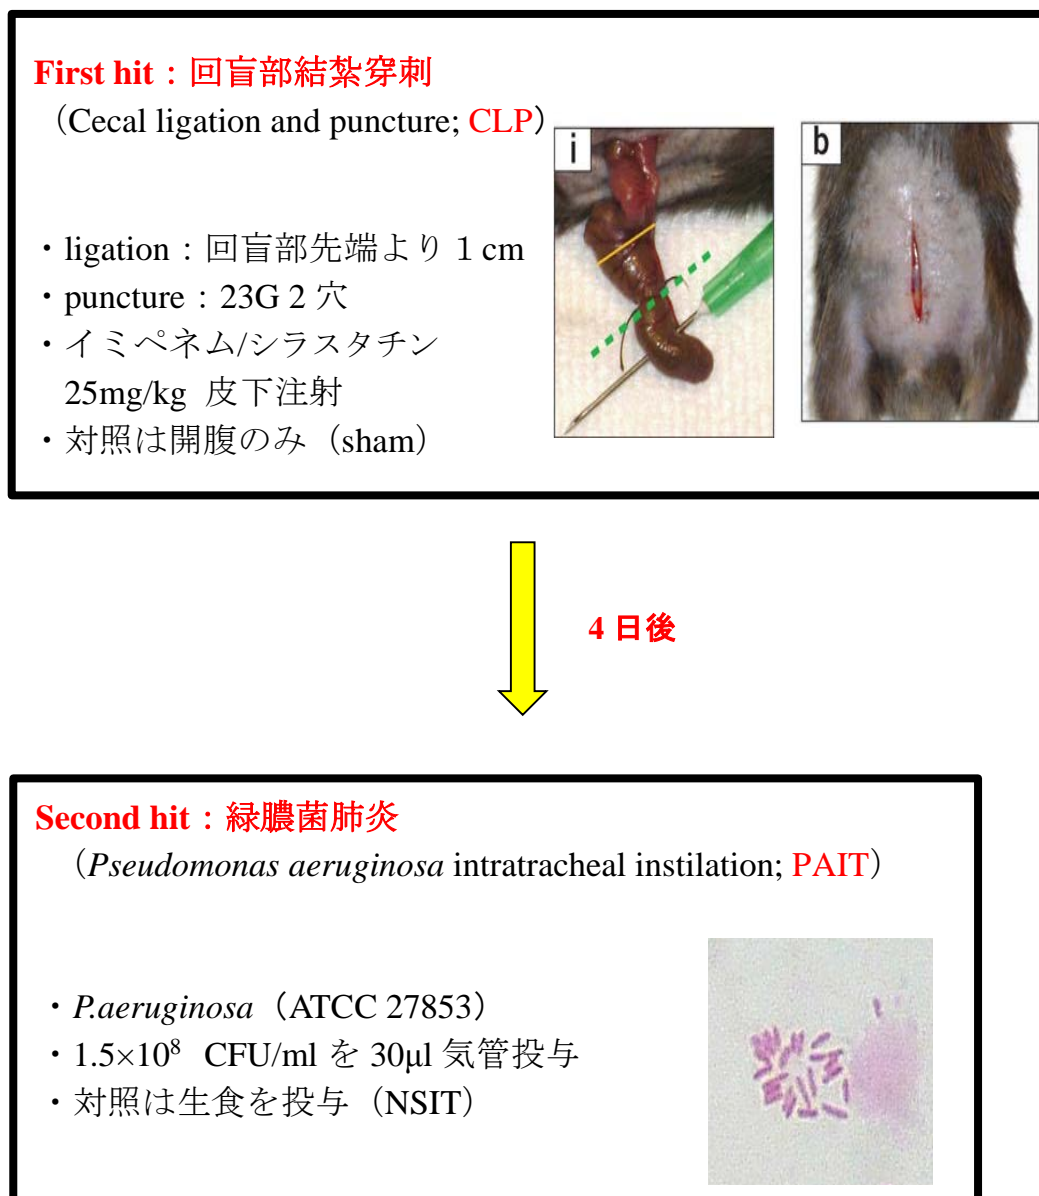 First hit：回盲部結紮穿刺
（Cecal ligation and puncture; CLP）
i
b
・ligation：回盲部先端より 1 cm
・puncture：23G 2 穴
・イミペネム/シラスタチン
25mg/kg 皮下注射
・対照は開腹のみ（sham）
4 日後
Second hit：緑膿菌肺炎
（Pseudomonas aeruginosa intratracheal instilation; PAIT）
・P.aeruginosa（ATCC 27853）
・1.5×10⁸ CFU/ml を 30μl 気管投与
・対照は生食を投与（NSIT）